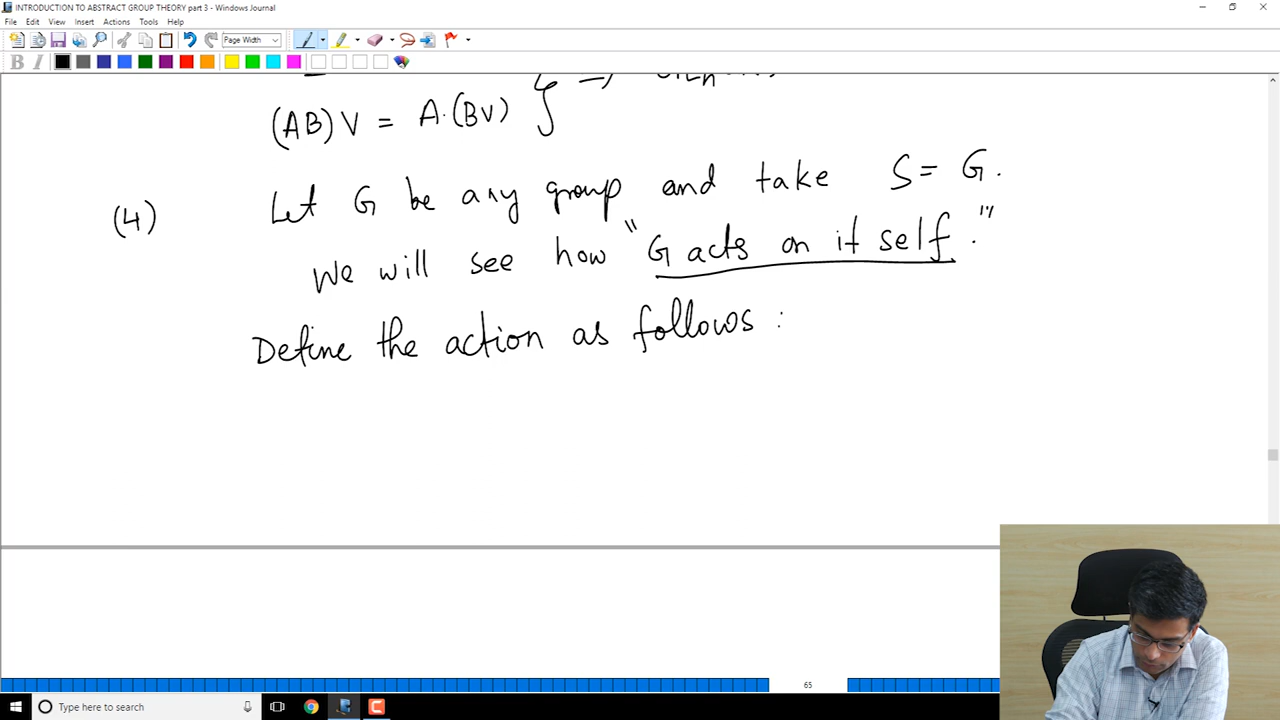 INTRODUCTION TO ABSTRACT GROUP THEORY part 3 - Windows Journal
File Edit View Insert Actions Tools Help
Page Width
B I
(AB)V = A.(BV)
(4) Let G be any group and take S = G.
We will see how "G acts on it self."
Define the action as follows :
65
Type here to search